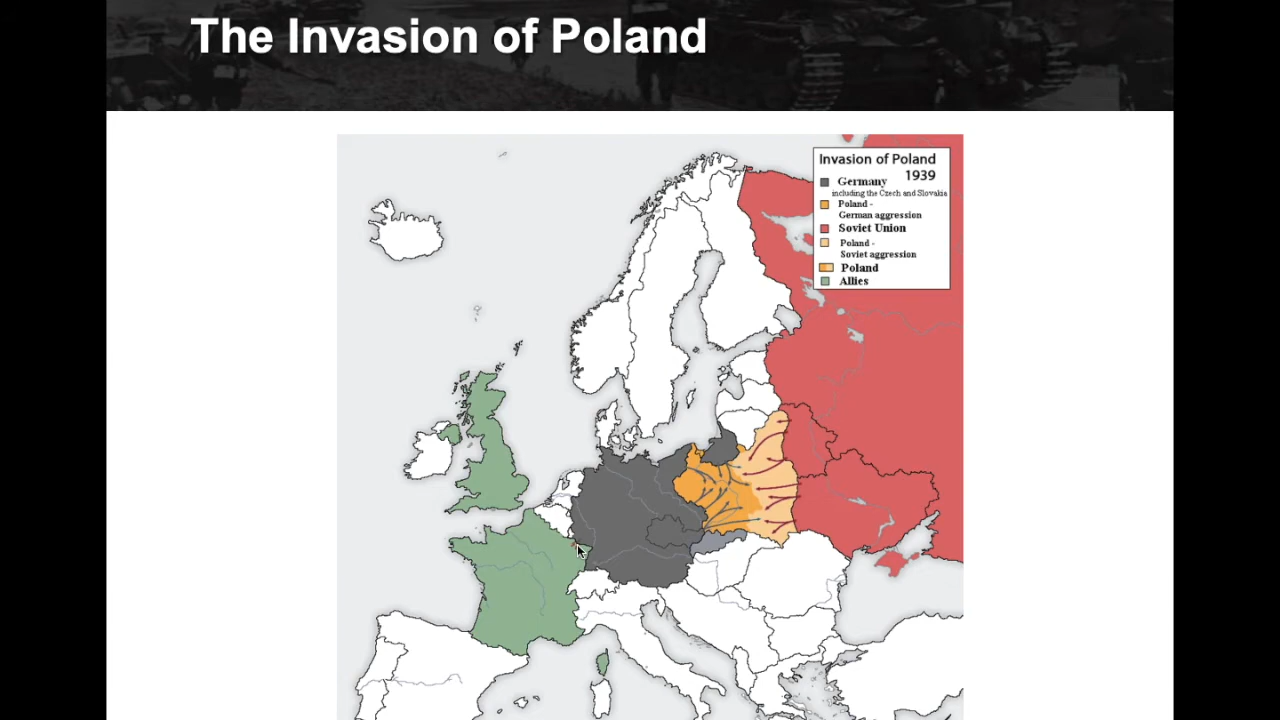 The Invasion of Poland
Invasion of Poland
1939
Germany
including the Czech and Slovakia
Poland -
German aggression
Soviet Union
Poland -
Soviet aggression
Poland
Allies